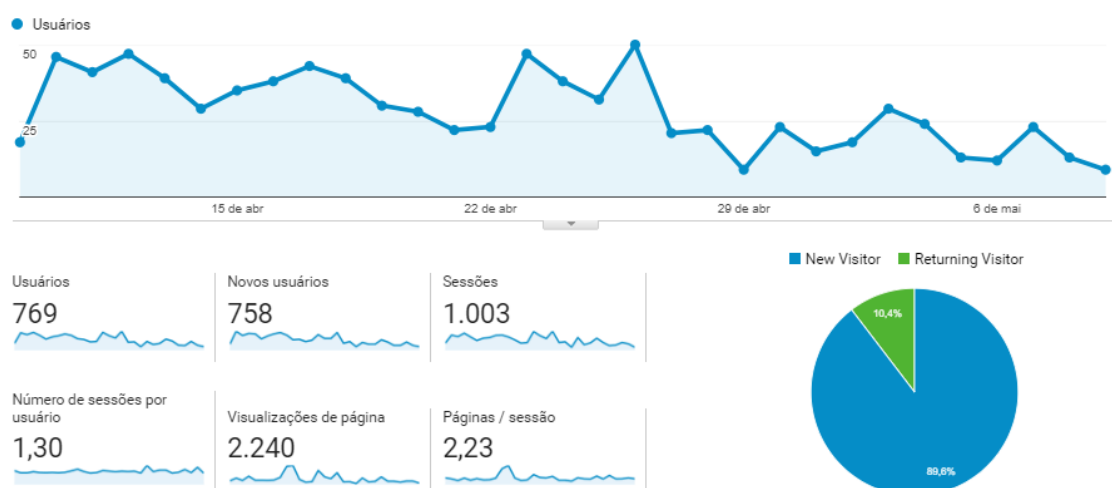 Usuários
50
25
15 de abr
22 de abr
29 de abr
6 de mai
New Visitor
Returning Visitor
Usuários
769
Novos usuários
758
Sessões
1.003
10,4%
89,6%
Número de sessões por
usuário
1,30
Visualizações de página
2.240
Páginas / sessão
2,23